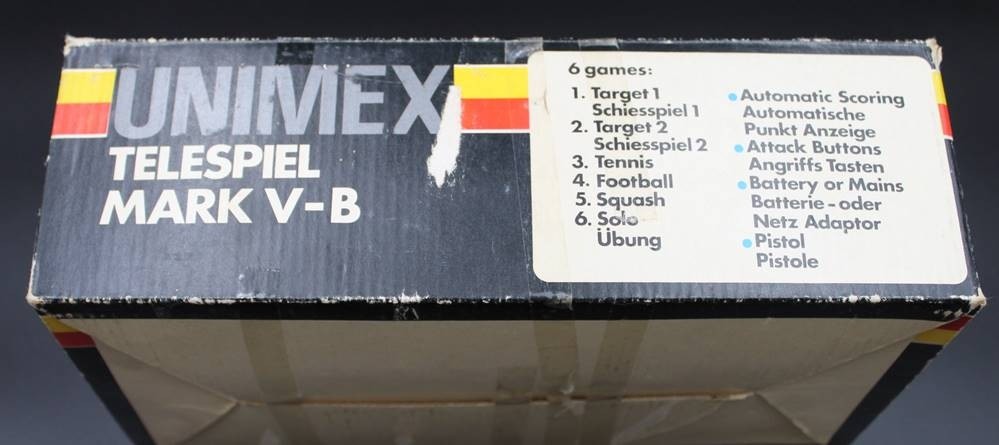 UNIMEX
TELESPIEL
MARK V-B
6 games:
1. Target 1
Schiesspiel 1
2. Target 2
Schiesspiel 2
3. Tennis
4. Football
5. Squash
6. Solo
Übung
• Automatic Scoring
Automatische
Punkt Anzeige
• Attack Buttons
Angriffs Tasten
• Battery or Mains
Batterie-oder
Netz Adaptor
• Pistol
Pistole